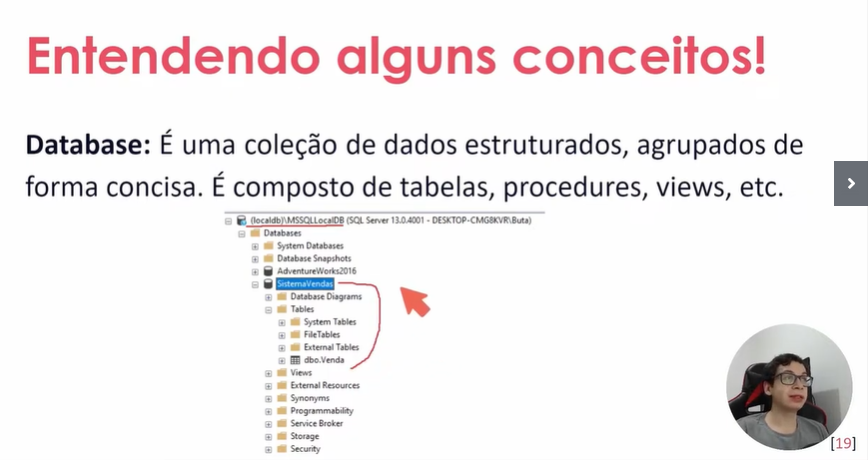 Entendendo alguns conceitos!
Database: É uma coleção de dados estruturados, agrupados de
forma concisa. É composto de tabelas, procedures, views, etc.
(localdb)\MSSQLLocalDB (SQL Server 13.0.4001 - DESKTOP-CMG8KVR\Buta)
Databases
System Databases
Database Snapshots
AdventureWorks2016
SistemaVendas
Database Diagrams
Tables
System Tables
FileTables
External Tables
dbo.Venda
Views
External Resources
Synonyms
Programmability
Service Broker
Storage
Security
[19]